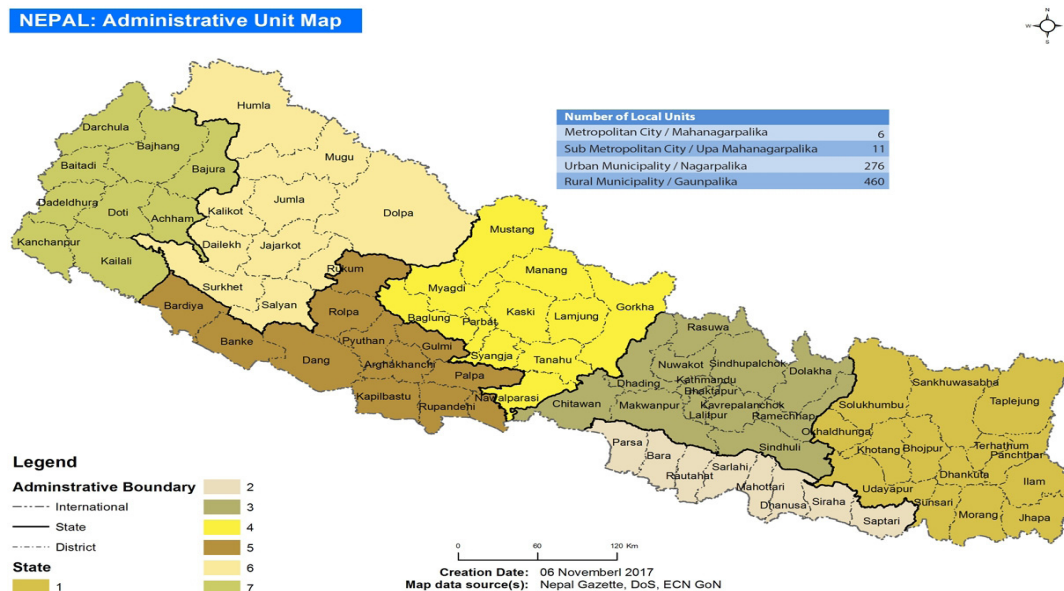 NEPAL: Administrative Unit Map
N
W E
S
Number of Local Units
Metropolitan City / Mahanagarpalika 6
Sub Metropolitan City / Upa Mahanagarpalika 11
Urban Municipality / Nagarpalika 276
Rural Municipality / Gaunpalika 460
Humla
Darchula
Bajhang
Mugu
Baitadi
Bajura
Jumla
Dadeldhura
Doti
Achham
Kalikot
Dolpa
Mustang
Kanchanpur
Kailali
Dailekh
Jajarkot
Rukum
Manang
Surkhet
Salyan
Myagdi
Bardiya
Rolpa
Baglung
Parbat
Kaski
Lamjung
Gorkha
Banke
Pyuthan
Gulmi
Syangja
Tanahu
Dang
Arghakhanchi
Palpa
Kapilbastu
Rupandehi
Nawalparasi
Chitawan
Rasuwa
Nuwakot
Sindhupalchok
Dolakha
Dhading
Kathmandu
Bhaktapur
Makwanpur
Kavrepalanchok
Lalitpur
Ramechhap
Sindhuli
Sankhuwasabha
Taplejung
Solukhumbu
Okhaldhunga
Khotang
Bhojpur
Terhathum
Panchthar
Dhankuta
Ilam
Udayapur
Sunsari
Morang
Jhapa
Parsa
Bara
Rautahat
Sarlahi
Mahottari
Dhanusa
Siraha
Saptari
Legend
Adminstrative Boundary
International
State
District
State
1
2
3
4
5
6
7
0 60 120 Km
Creation Date: 06 Novemberl 2017
Map data source(s): Nepal Gazette, DoS, ECN GoN